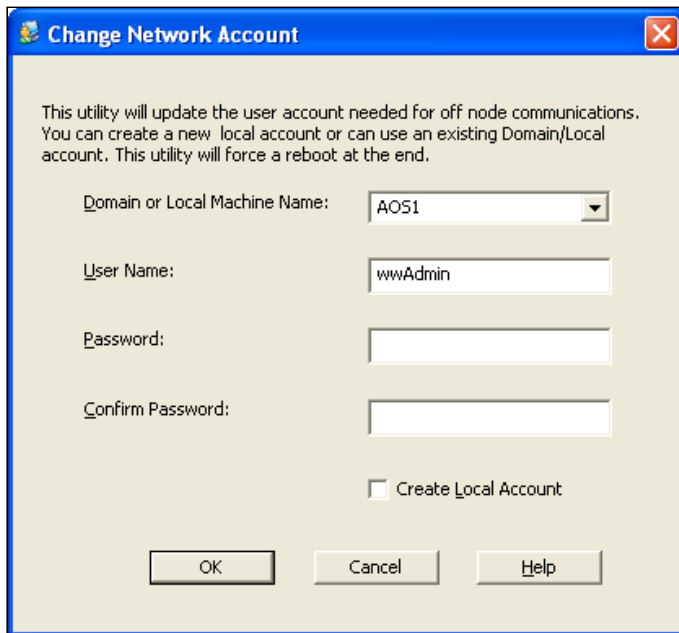 Change Network Account
This utility will update the user account needed for off node communications.
You can create a new local account or can use an existing Domain/Local
account. This utility will force a reboot at the end.
Domain or Local Machine Name:
AOS1
User Name:
wwAdmin
Password:
Confirm Password:
Create Local Account
OK
Cancel
Help